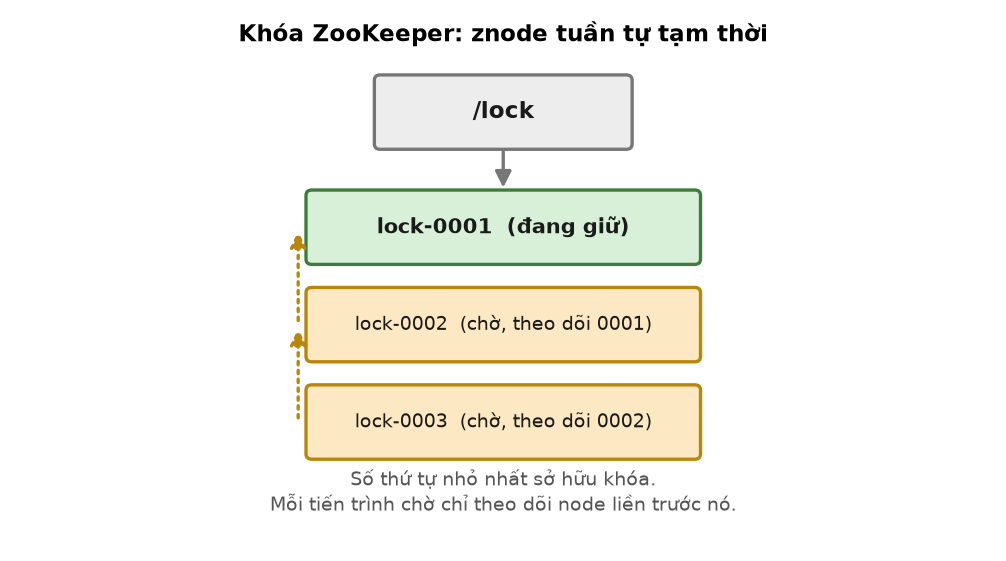 Khóa ZooKeeper: znode tuần tự tạm thời
/lock
lock-0001 (đang giữ)
lock-0002 (chờ, theo dõi 0001)
lock-0003 (chờ, theo dõi 0002)
Số thứ tự nhỏ nhất sở hữu khóa.
Mỗi tiến trình chờ chỉ theo dõi node liền trước nó.